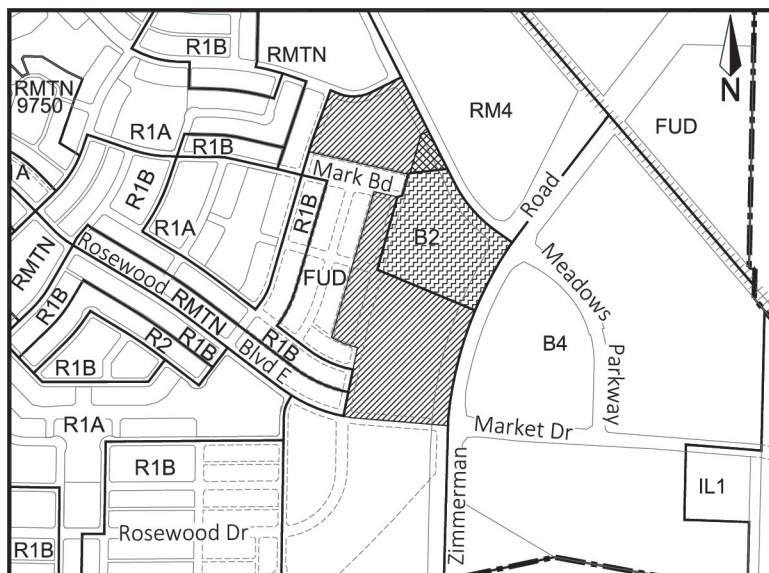 R1B
RMTN
RMTN
9750
R1A
R1B
RM4
FUD
N
A
R1B
R1A
Mark Bd
R1B
B2
Road
RMTN
Rosewood
RMTN
Blvd E
FUD
Meadows
Parkway
R1B
R2
R1B
R1B
R1B
B4
R1A
Market Dr
R1B
Zimmerman
IL1
Rosewood Dr
R1B